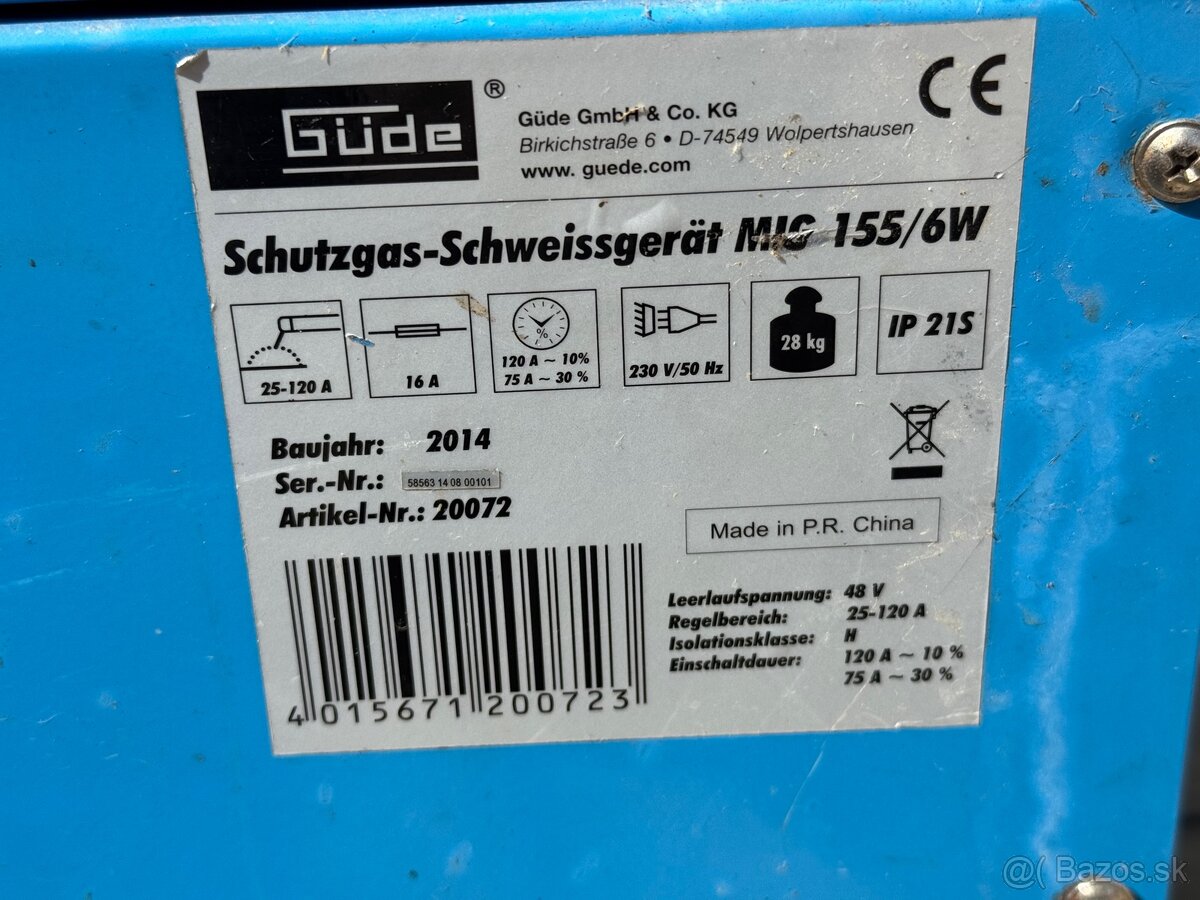 Güde ®
Güde GmbH & Co. KG
Birkichstraße 6 • D-74549 Wolpertshausen
www. guede.com
CE
Schutzgas-Schweissgerät MIG 155/6W
25-120 A
16 A
%
120 A ~ 10%
75 A ~ 30 %
230 V/50 Hz
28 kg
IP 21S
Baujahr: 2014
Ser.-Nr.: 58563 14 08 00101
Artikel-Nr.: 20072
Made in P.R. China
4 015671 200723
Leerlaufspannung: 48 V
Regelbereich: 25-120 A
Isolationsklasse: H
Einschaltdauer: 120 A ~ 10 %
75 A ~ 30 %
@( Bazos.sk